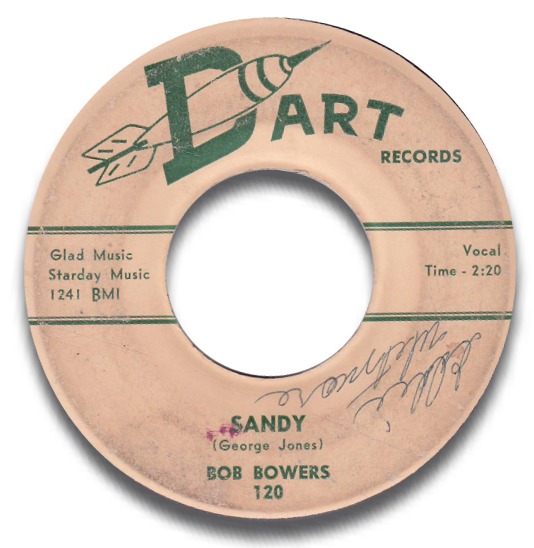 DART
RECORDS
Glad Music
Starday Music
1241 BMI
Vocal
Time - 2:20
SANDY
(George Jones)
BOB BOWERS
120